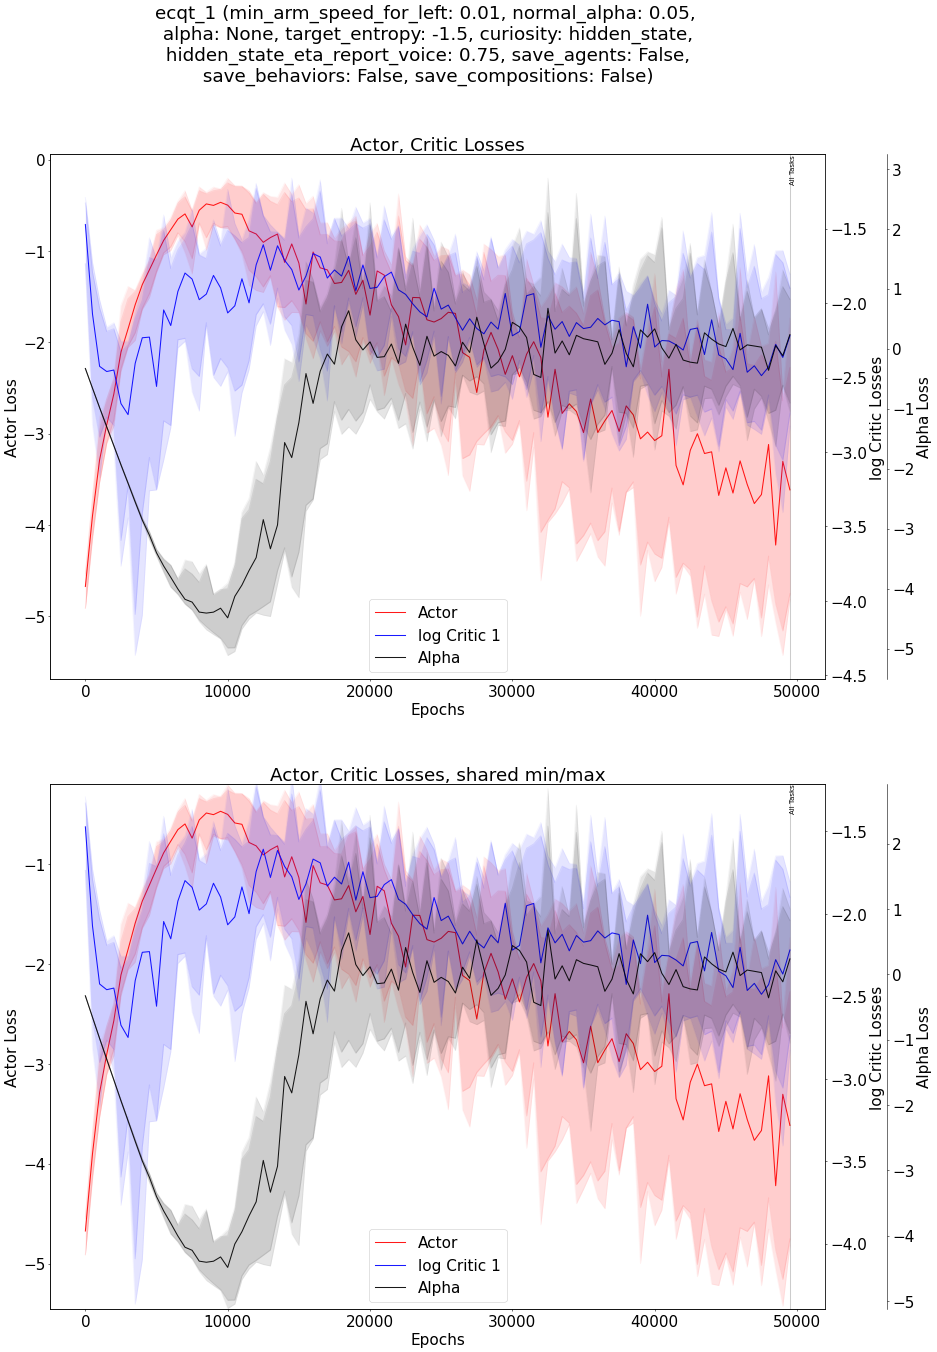 ecqt_1 (min_arm_speed_for_left: 0.01, normal_alpha: 0.05,
alpha: None, target_entropy: -1.5, curiosity: hidden_state,
hidden_state_eta_report_voice: 0.75, save_agents: False,
save_behaviors: False, save_compositions: False)
Actor, Critic Losses
All Tasks
Actor Loss
0
−1
−2
−3
−4
−5
log Critic Losses
−1.5
−2.0
−2.5
−3.0
−3.5
−4.0
−4.5
Alpha Loss
3
2
1
0
−1
−2
−3
−4
−5
Actor
log Critic 1
Alpha
0 10000 20000 30000 40000 50000
Epochs
Actor, Critic Losses, shared min/max
All Tasks
Actor Loss
−1
−2
−3
−4
−5
log Critic Losses
−1.5
−2.0
−2.5
−3.0
−3.5
−4.0
Alpha Loss
2
1
0
−1
−2
−3
−4
−5
Actor
log Critic 1
Alpha
0 10000 20000 30000 40000 50000
Epochs